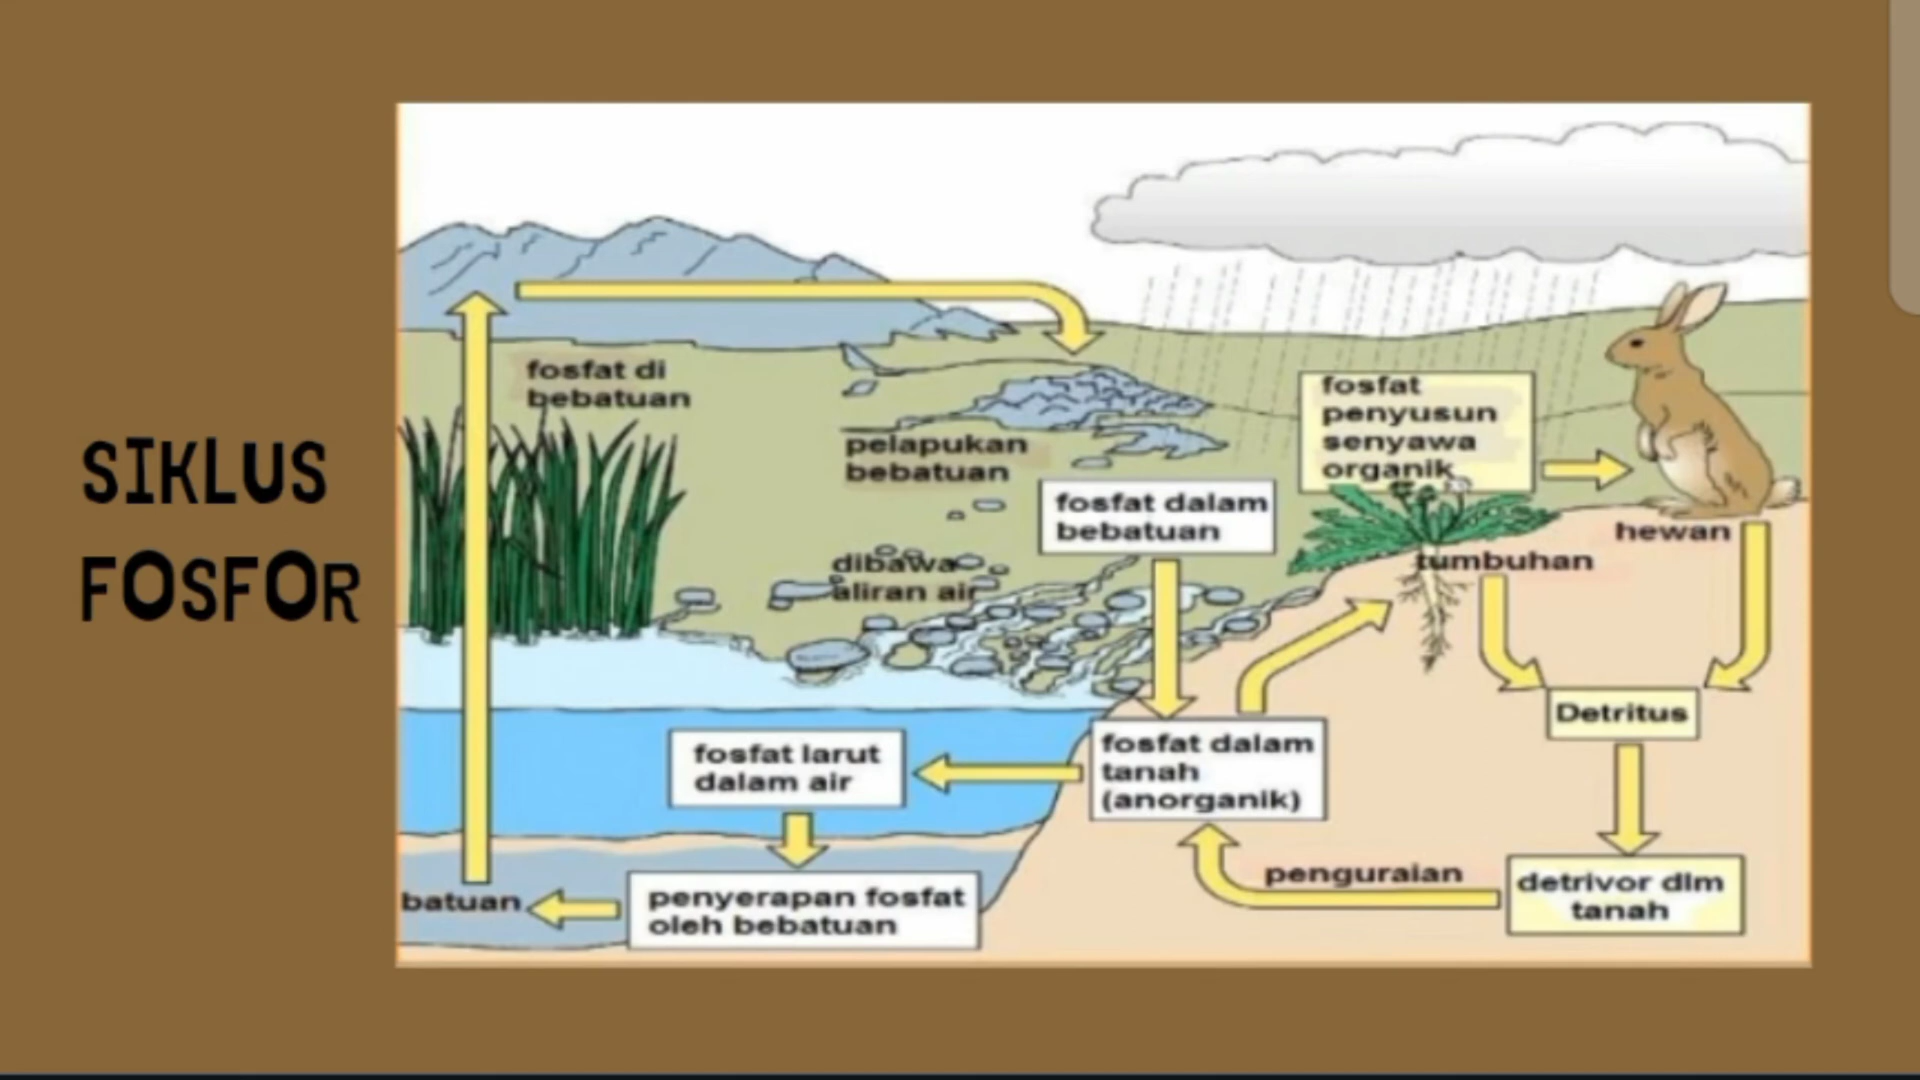 SIKLUS
FOSFOR
fosfat di
bebatuan
pelapukan
bebatuan
dibawa
aliran air
fosfat dalam
bebatuan
fosfat
penyusun
senyawa
organik
hewan
tumbuhan
Detritus
fosfat larut
dalam air
fosfat dalam
tanah
(anorganik)
penguraian
detrivor dlm
tanah
batuan
penyerapan fosfat
oleh bebatuan